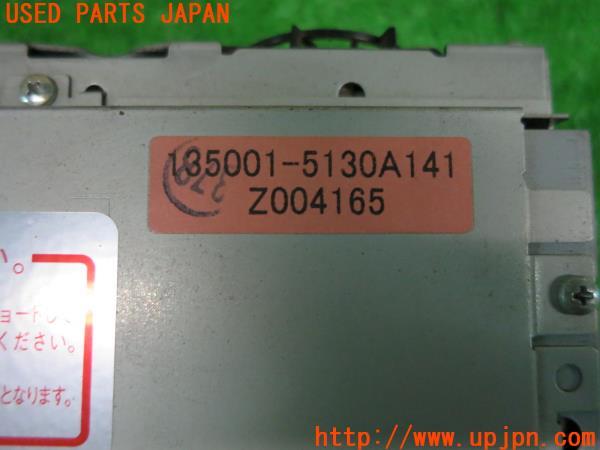 USED PARTS JAPAN
135001-5130A141
Z004165
い。
ョートして
ください。
となります。
http://www.upjpn.com/